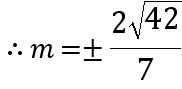 ∴ m = ± 2√42 / 7